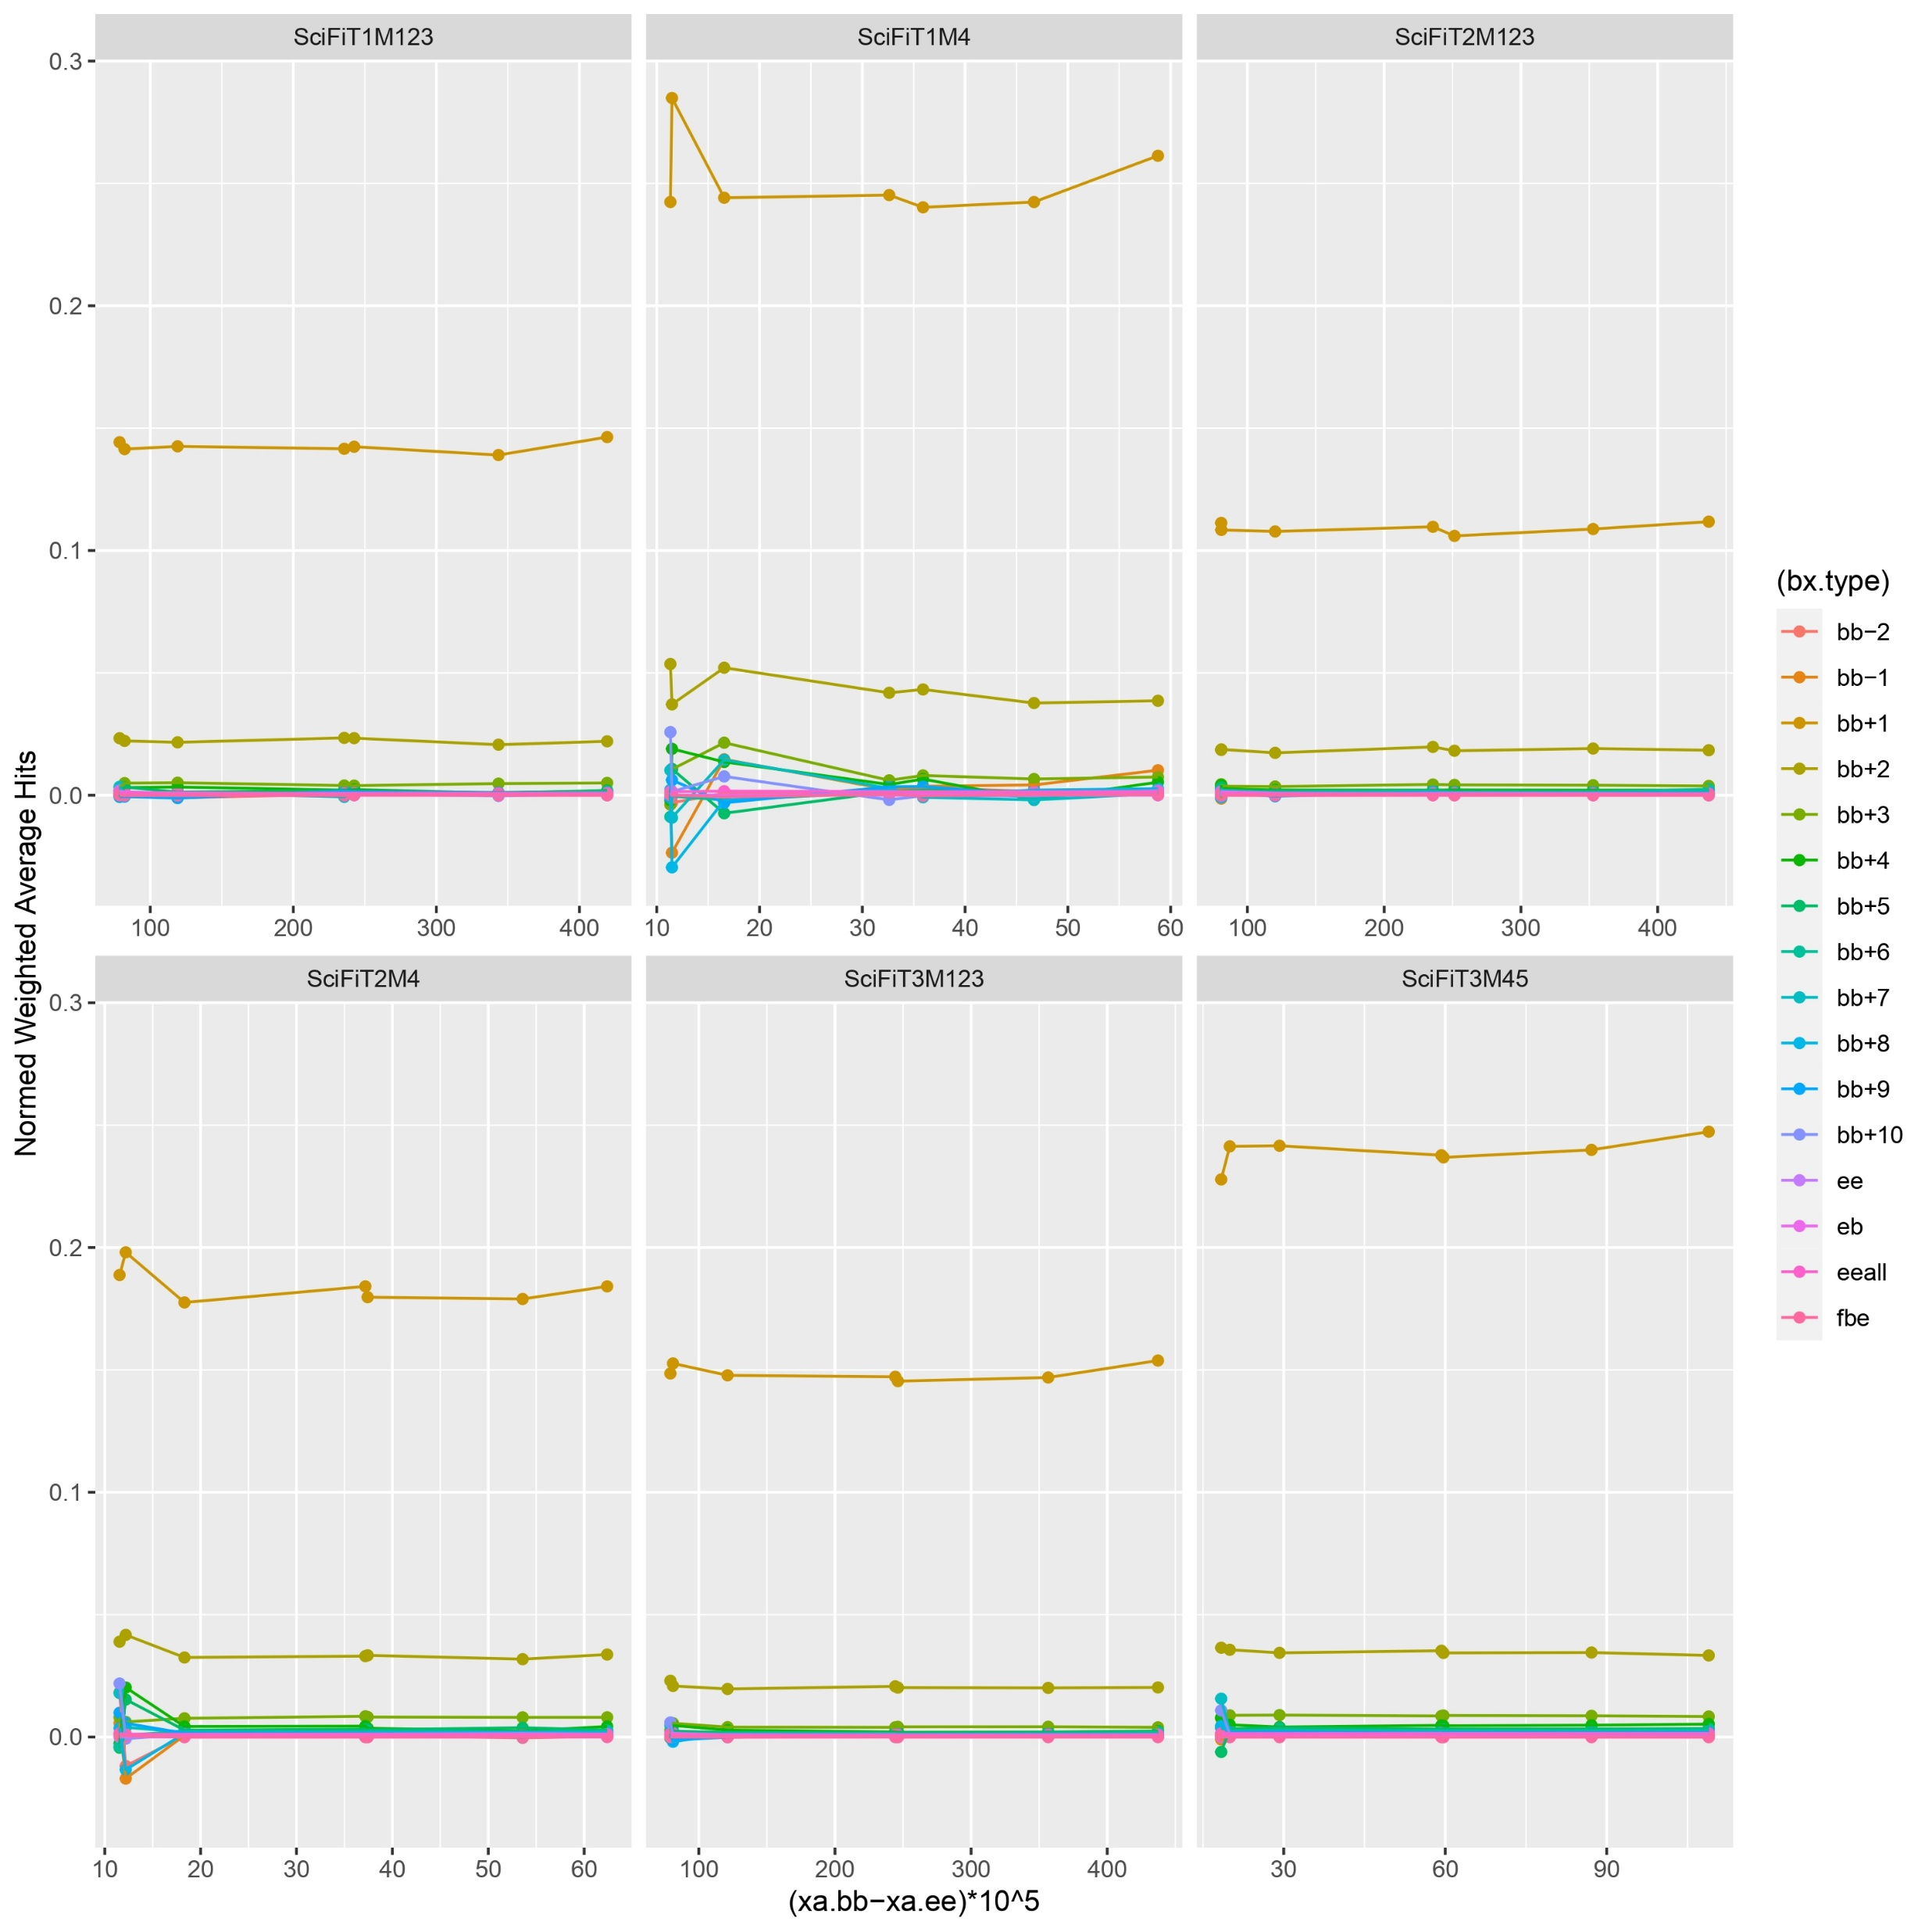 SciFiT1M123 SciFiT1M4 SciFiT2M123
0.3
0.2
0.1
0.0
100 200 300 400 10 20 30 40 50 60 100 200 300 400
SciFiT2M4 SciFiT3M123 SciFiT3M45
0.3
0.2
0.1
0.0
10 20 30 40 50 60 100 200 300 400 30 60 90
(xa.bb−xa.ee)*10^5
Normed Weighted Average Hits
(bx.type)
bb−2
bb−1
bb+1
bb+2
bb+3
bb+4
bb+5
bb+6
bb+7
bb+8
bb+9
bb+10
ee
eb
eeall
fbe